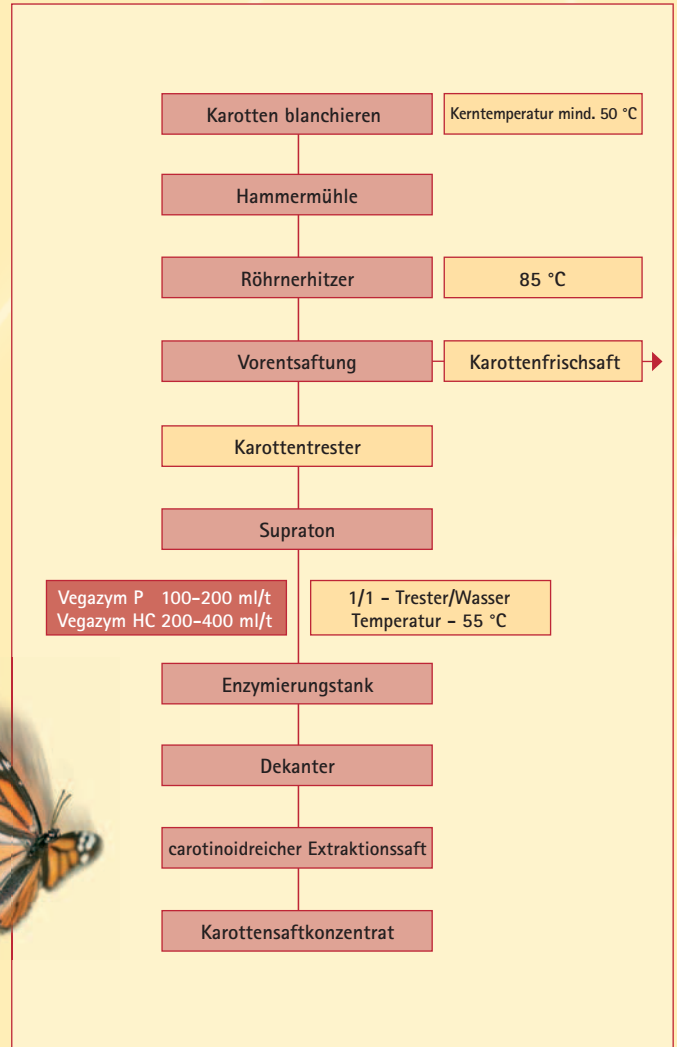 Karotten blanchieren
Kerntemperatur mind. 50 °C
Hammermühle
Röhrnerhitzer
85 °C
Vorentsaftung
Karottenfrischsaft
Karottentrester
Supraton
Vegazym P 100-200 ml/t
Vegazym HC 200-400 ml/t
1/1 - Trester/Wasser
Temperatur - 55 °C
Enzymierungstank
Dekanter
carotinoidreicher Extraktionssaft
Karottensaftkonzentrat